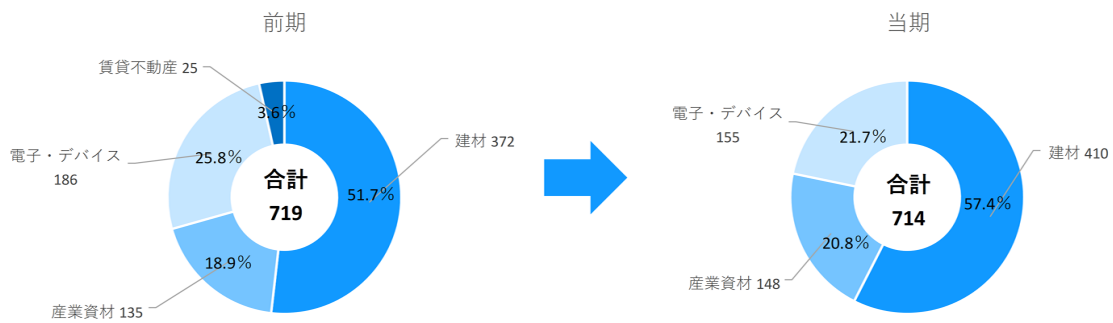 前期
賃貸不動産 25
3.6%
電子・デバイス
186
25.8%
建材 372
51.7%
合計
719
18.9%
産業資材 135
当期
電子・デバイス
155
21.7%
建材 410
57.4%
合計
714
20.8%
産業資材 148